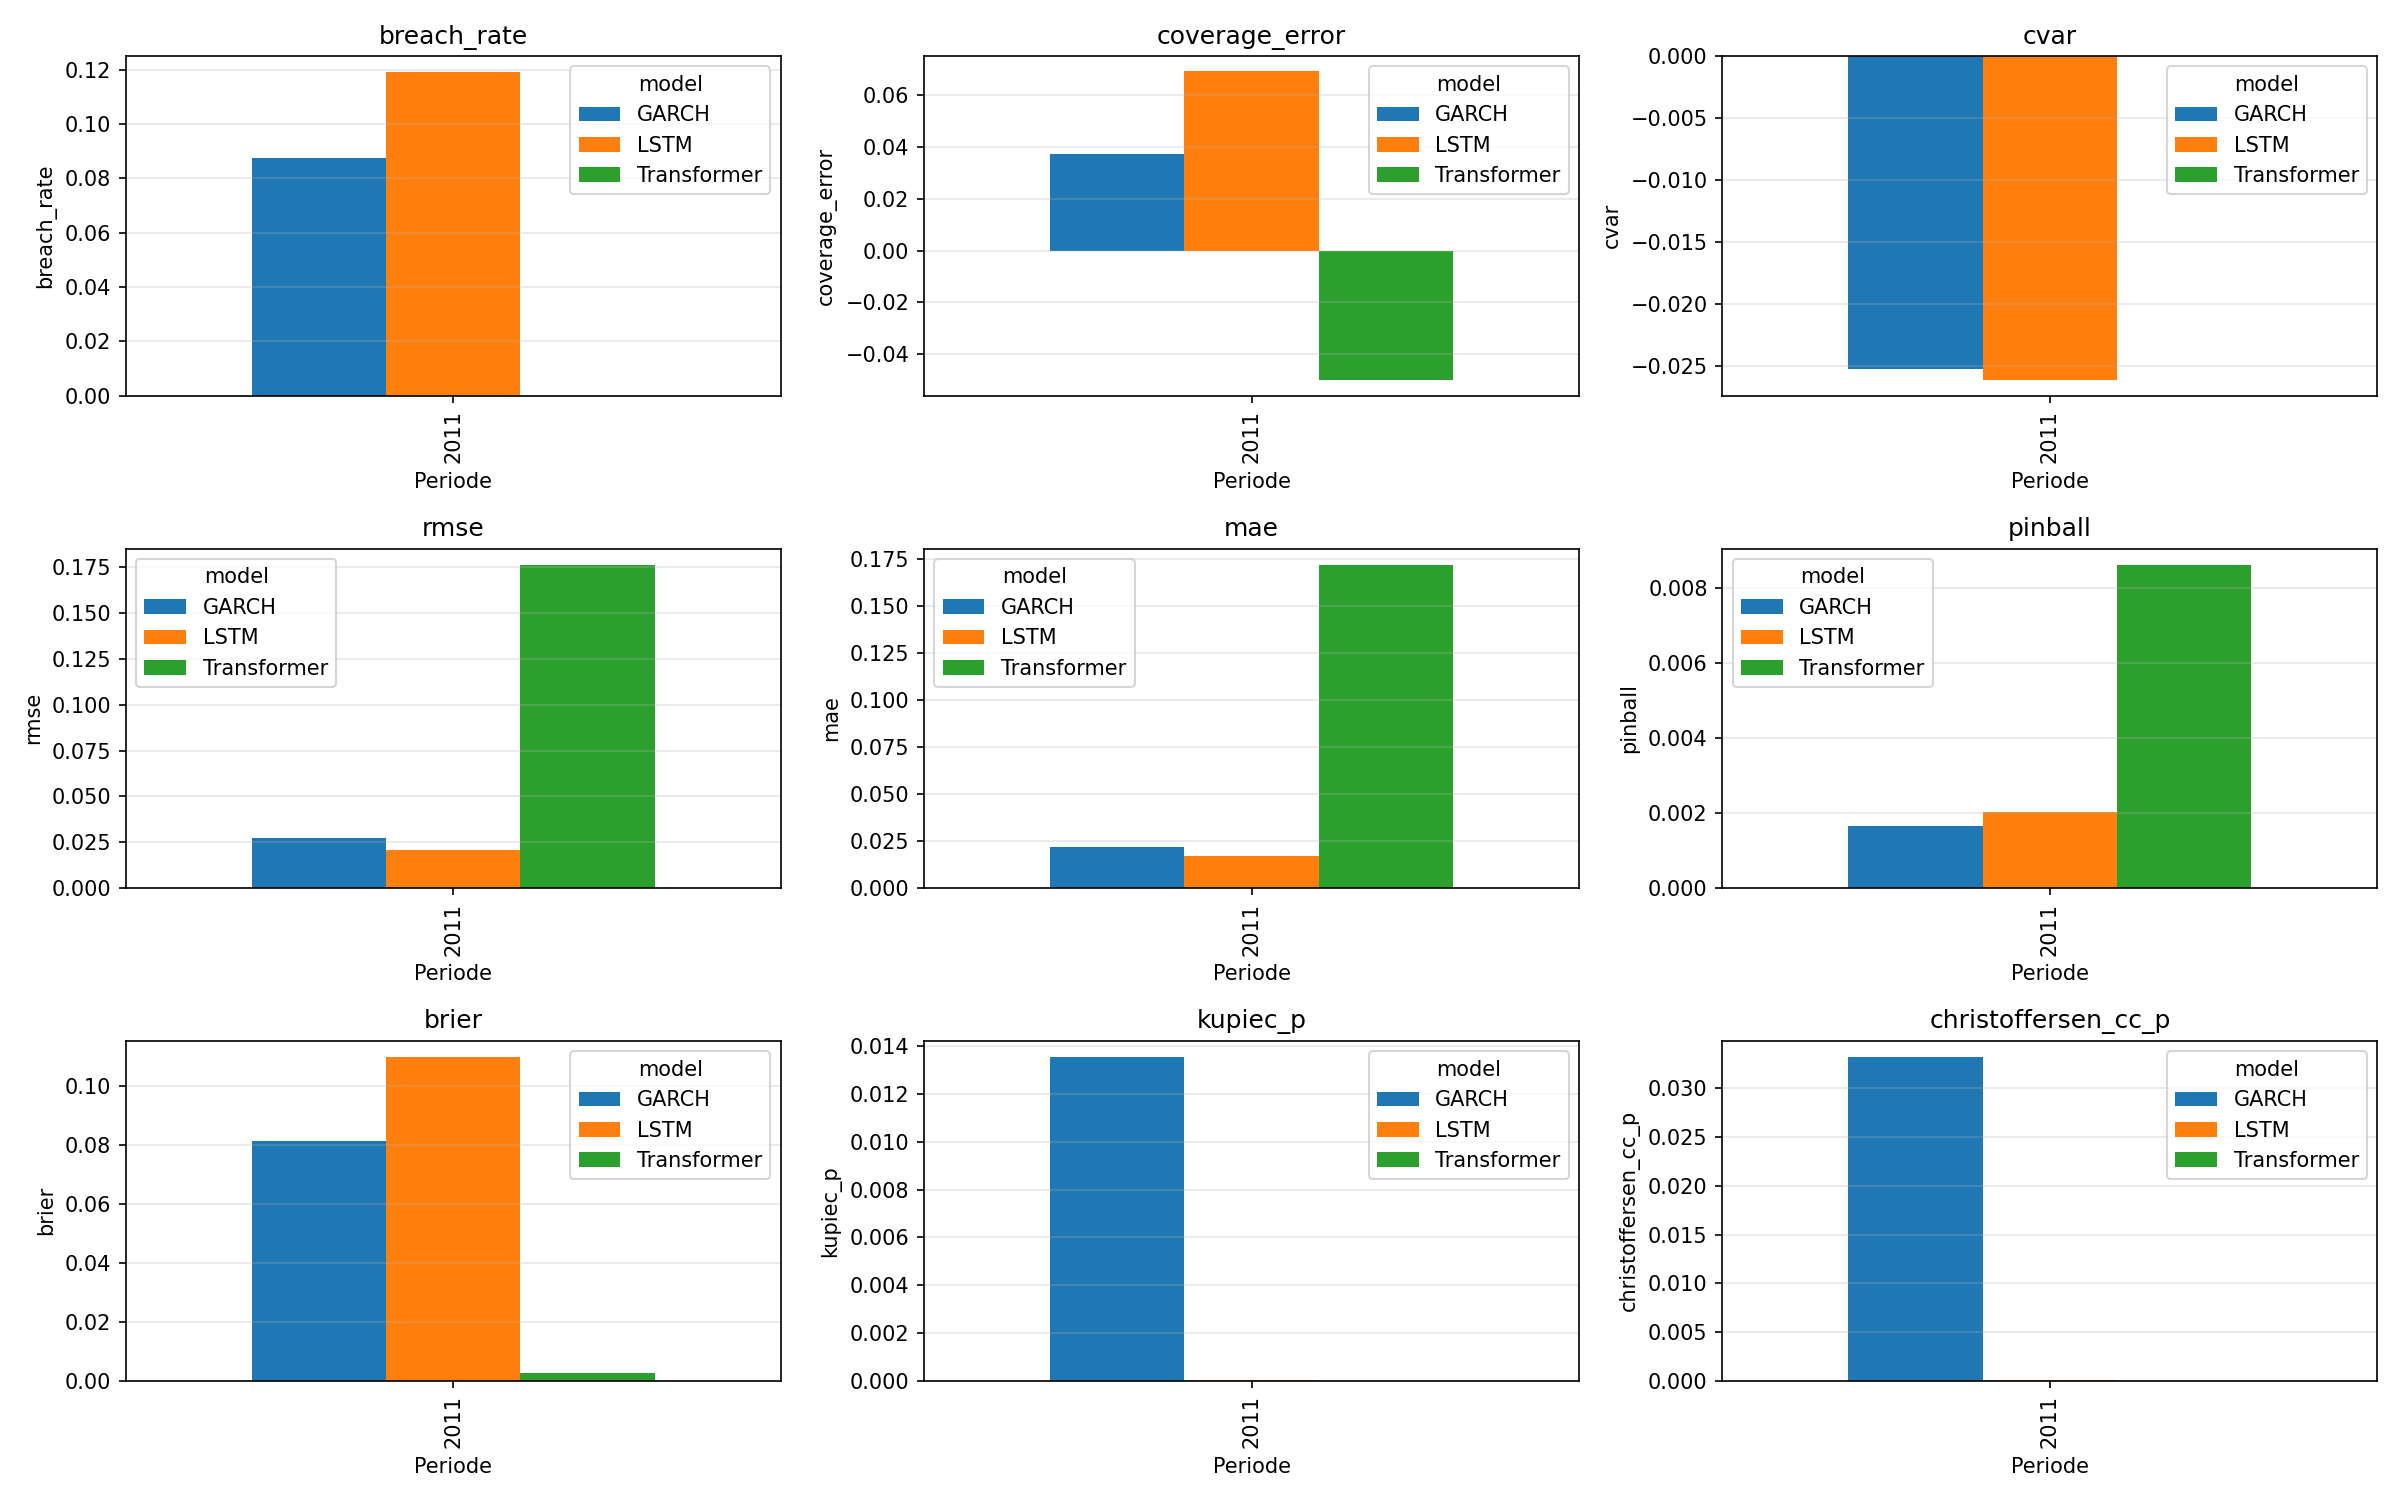 breach_rate
breach_rate
0.12
0.10
0.08
0.06
0.04
0.02
0.00
model
GARCH
LSTM
Transformer
2011
Periode
coverage_error
coverage_error
0.06
0.04
0.02
0.00
−0.02
−0.04
model
GARCH
LSTM
Transformer
2011
Periode
cvar
cvar
0.000
−0.005
−0.010
−0.015
−0.020
−0.025
model
GARCH
LSTM
Transformer
2011
Periode
rmse
rmse
0.175
0.150
0.125
0.100
0.075
0.050
0.025
0.000
model
GARCH
LSTM
Transformer
2011
Periode
mae
mae
0.175
0.150
0.125
0.100
0.075
0.050
0.025
0.000
model
GARCH
LSTM
Transformer
2011
Periode
pinball
pinball
0.008
0.006
0.004
0.002
0.000
model
GARCH
LSTM
Transformer
2011
Periode
brier
brier
0.10
0.08
0.06
0.04
0.02
0.00
model
GARCH
LSTM
Transformer
2011
Periode
kupiec_p
kupiec_p
0.014
0.012
0.010
0.008
0.006
0.004
0.002
0.000
model
GARCH
LSTM
Transformer
2011
Periode
christoffersen_cc_p
christoffersen_cc_p
0.030
0.025
0.020
0.015
0.010
0.005
0.000
model
GARCH
LSTM
Transformer
2011
Periode